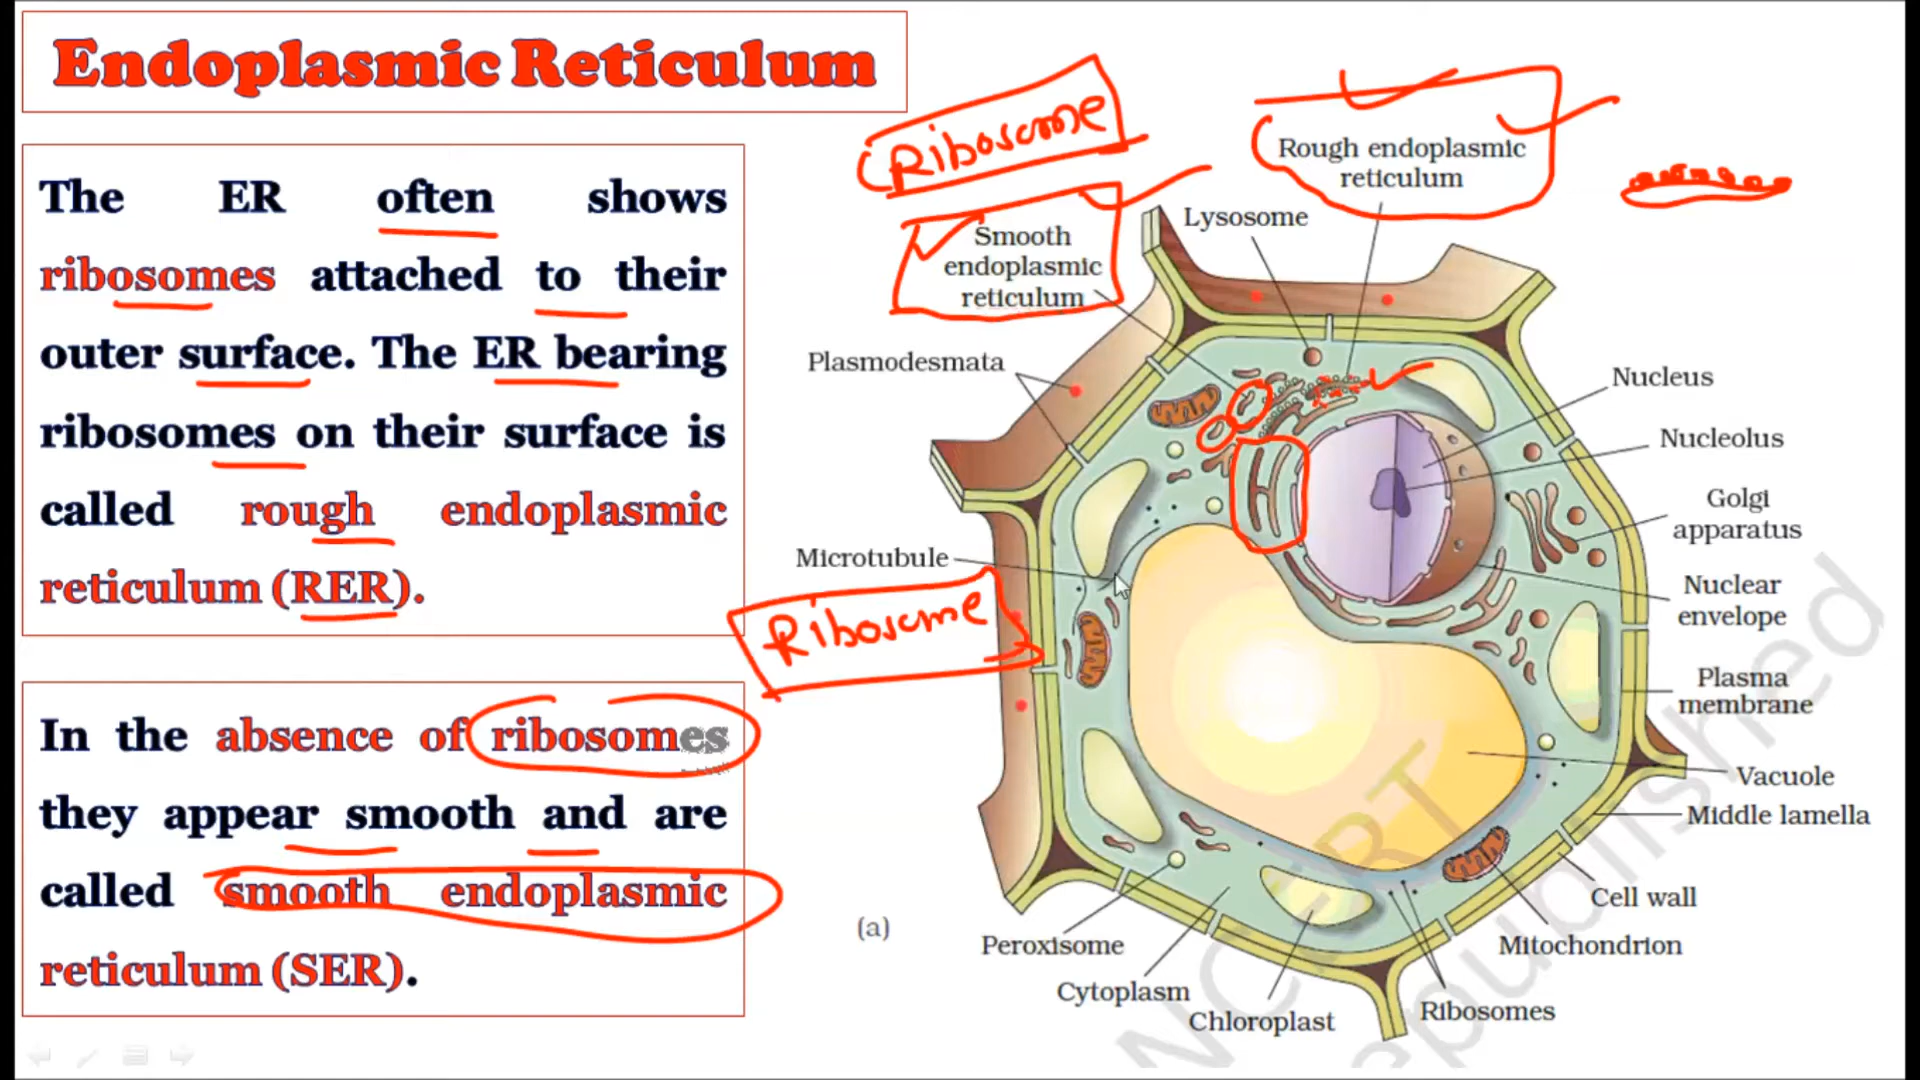 Endoplasmic Reticulum
The ER often shows
ribosomes attached to their
outer surface. The ER bearing
ribosomes on their surface is
called rough endoplasmic
reticulum (RER).
In the absence of ribosomes
they appear smooth and are
called smooth endoplasmic
reticulum (SER).
Ribosome
Rough endoplasmic
reticulum
Lysosome
Smooth
endoplasmic
reticulum
Plasmodesmata
Nucleus
Nucleolus
Golgi
apparatus
Microtubule
Ribosome
Nuclear
envelope
Plasma
membrane
Vacuole
Middle lamella
Cell wall
(a)
Peroxisome
Mitochondrion
Cytoplasm
Ribosomes
Chloroplast
NCERT
republished